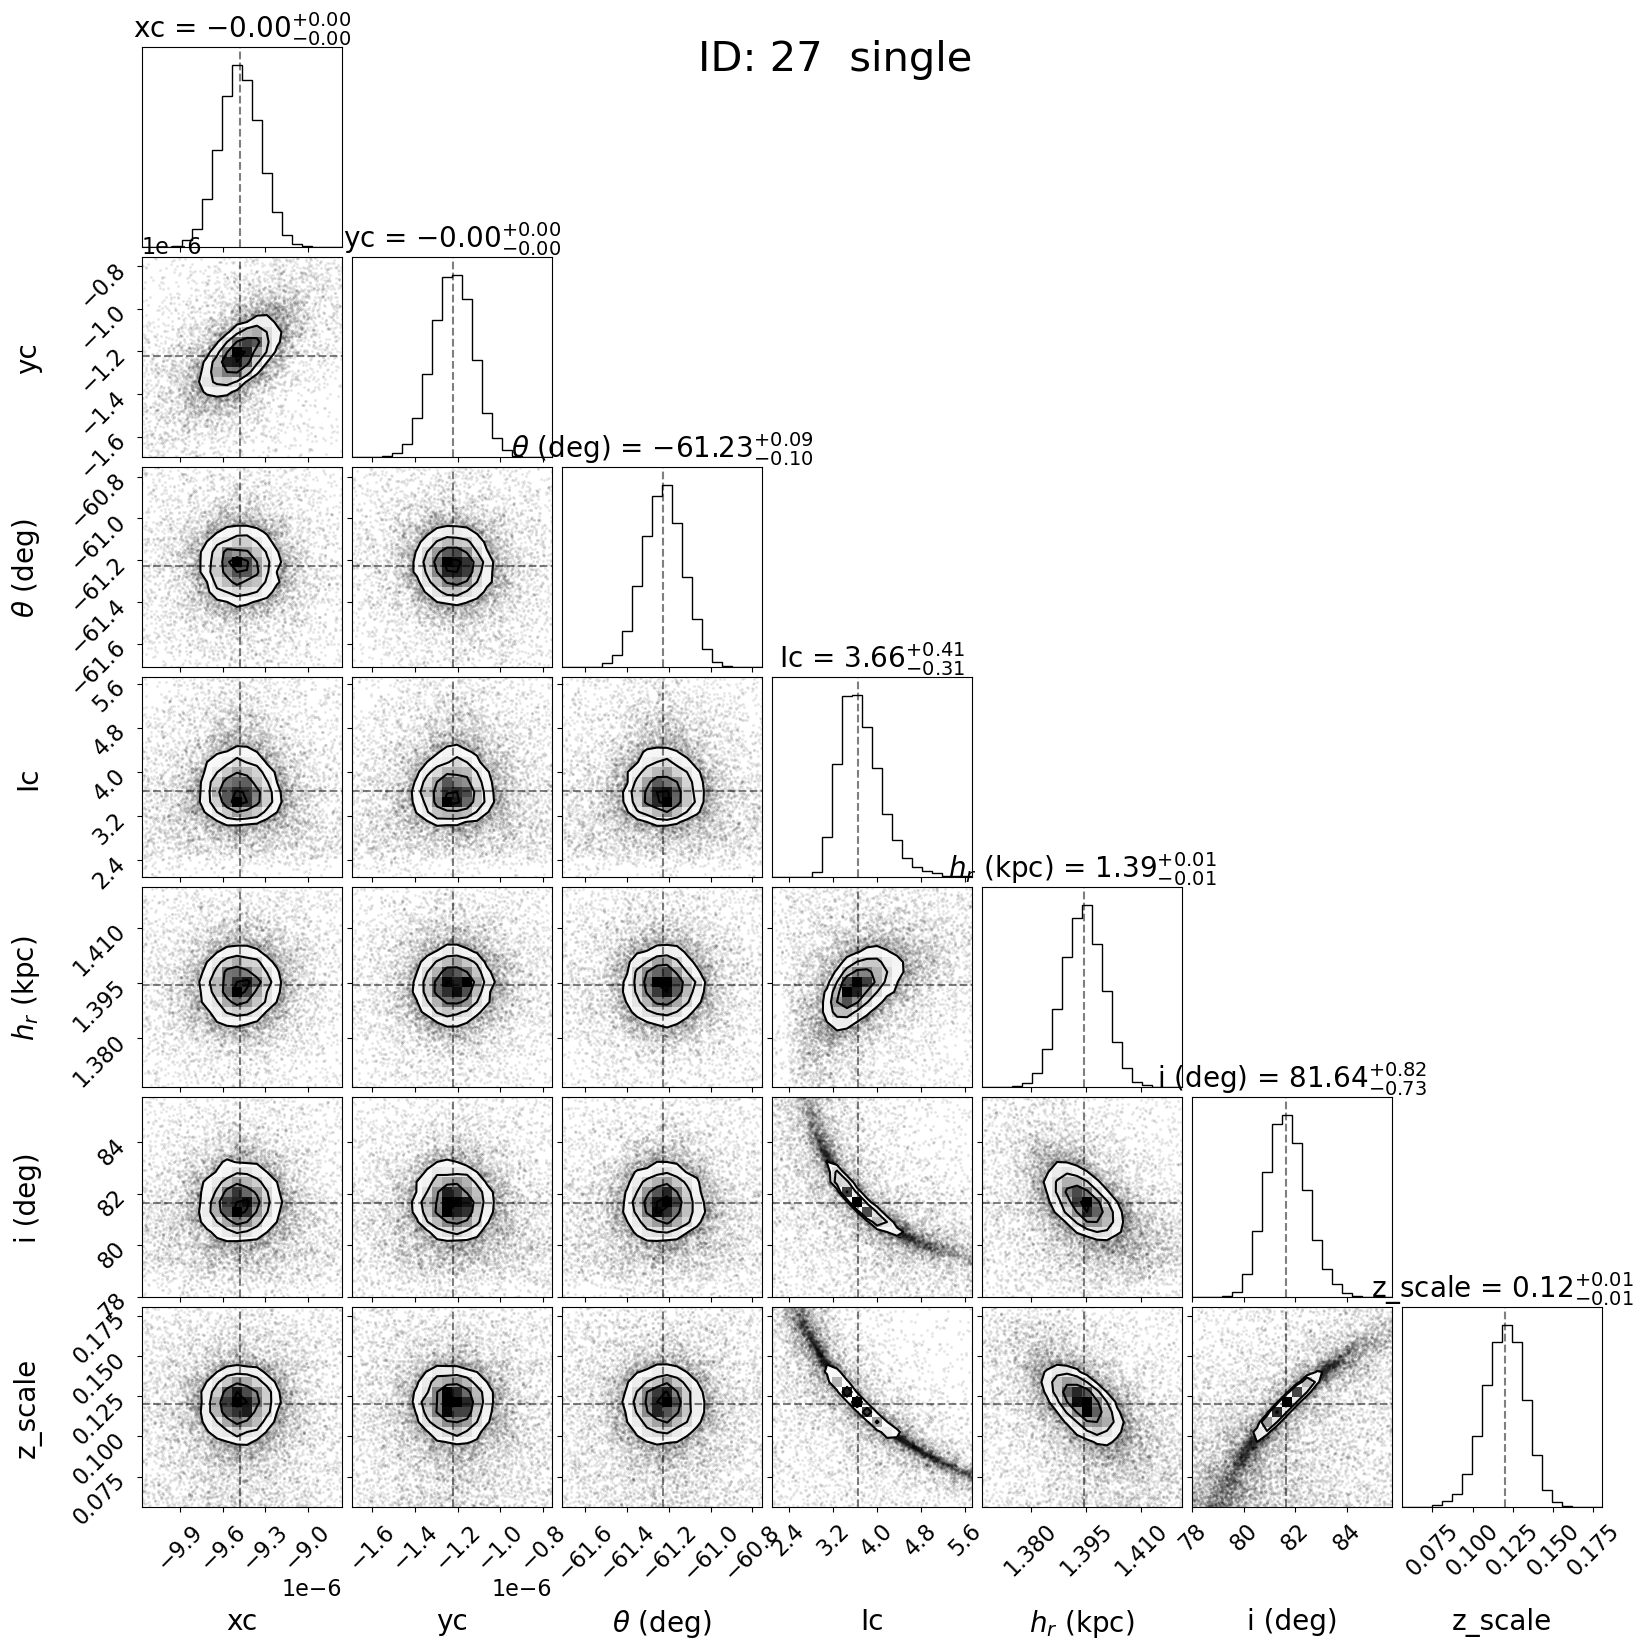 xc = −0.00+0.00−0.00
ID: 27 single
1e−6
yc = −0.00+0.00−0.00
yc
−0.8
−1.0
−1.2
−1.4
−1.6
θ (deg) = −61.23+0.09−0.10
θ (deg)
−60.8
−61.0
−61.2
−61.4
−61.6
Ic = 3.66+0.41−0.31
Ic
5.6
4.8
4.0
3.2
2.4
h_r (kpc) = 1.39+0.01−0.01
h_r (kpc)
1.410
1.395
1.380
i (deg) = 81.64+0.82−0.73
i (deg)
84
82
80
78
z_scale = 0.12+0.01−0.01
z_scale
0.175
0.150
0.125
0.100
0.075
−9.9 −9.6 −9.3 −9.0
−1.6 −1.4 −1.2 −1.0 −0.8
−61.6 −61.4 −61.2 −61.0 −60.8
2.4 3.2 4.0 4.8 5.6
1.380 1.395 1.410
78 80 82 84
0.075 0.100 0.125 0.150 0.175
1e−6 1e−6
xc yc θ (deg) Ic h_r (kpc) i (deg) z_scale